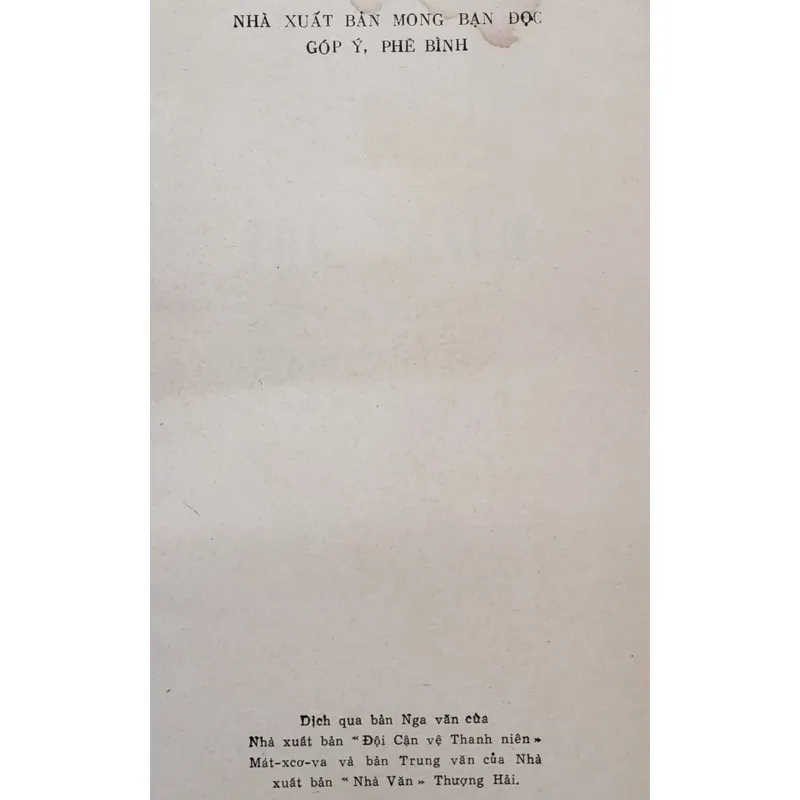 NHÀ XUẤT BẢN MONG BẠN ĐỌC
GÓP Ý, PHÊ BÌNH
Dịch qua bản Nga văn của
Nhà xuất bản “Đội Cận vệ Thanh niên»
Mát-xcơ-va và bản Trung văn của Nhà
xuất bản “Nhà Văn» Thượng Hải.